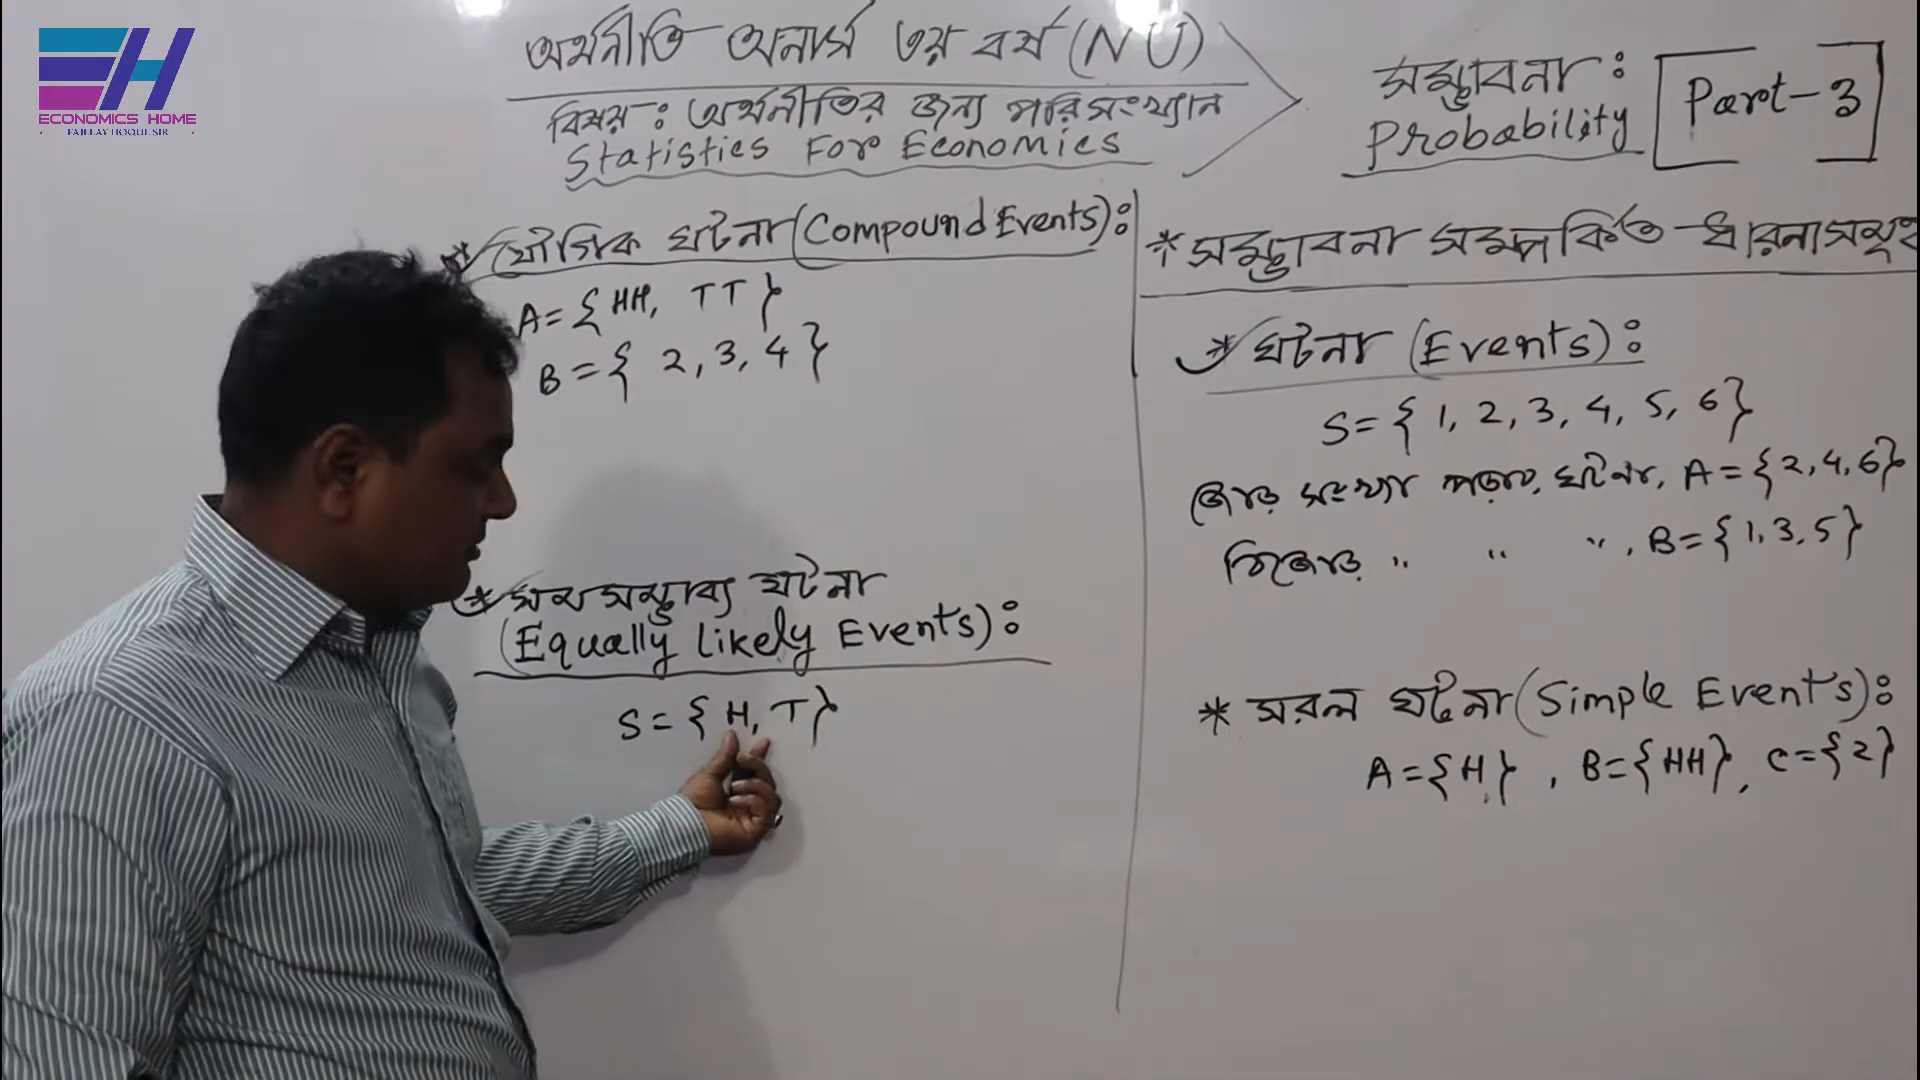 EH
ECONOMICS HOME
FAJLLAY HOQUE SIR
অর্থনীতি অনার্স ৩য় বর্ষ (NU)
বিষয়ঃ অর্থনীতির জন্য পরিসংখ্যান
Statistics For Economics
সম্ভাবনা:
Probability
Part-3
* যৌগিক ঘটনা (Compound Events):
A = { HH, TT }
B = { 2, 3, 4 }
* সমসম্ভাব্য ঘটনা
(Equally Likely Events):
S = { H, T }
* সম্ভাবনা সম্পর্কিত ধারনাসমূহ
* ঘটনা (Events):
S = { 1, 2, 3, 4, 5, 6 }
জোড় সংখ্যা পড়ার ঘটনা, A = {2, 4, 6}
বিজোড় " " ", B = {1, 3, 5}
* সরল ঘটনা (Simple Events):
A = {H}, B = {HH}, C = {2}